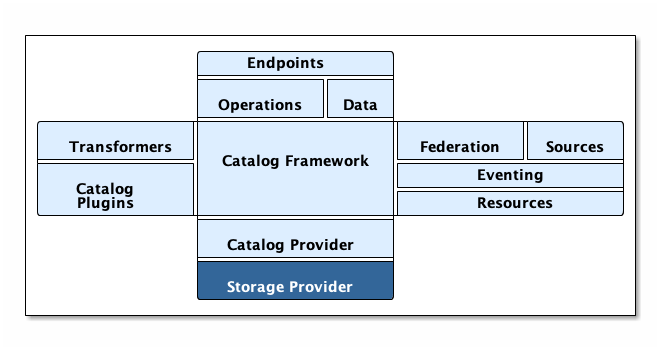 Endpoints
Operations
Data
Transformers
Catalog Framework
Federation
Sources
Eventing
Catalog
Plugins
Resources
Catalog Provider
Storage Provider